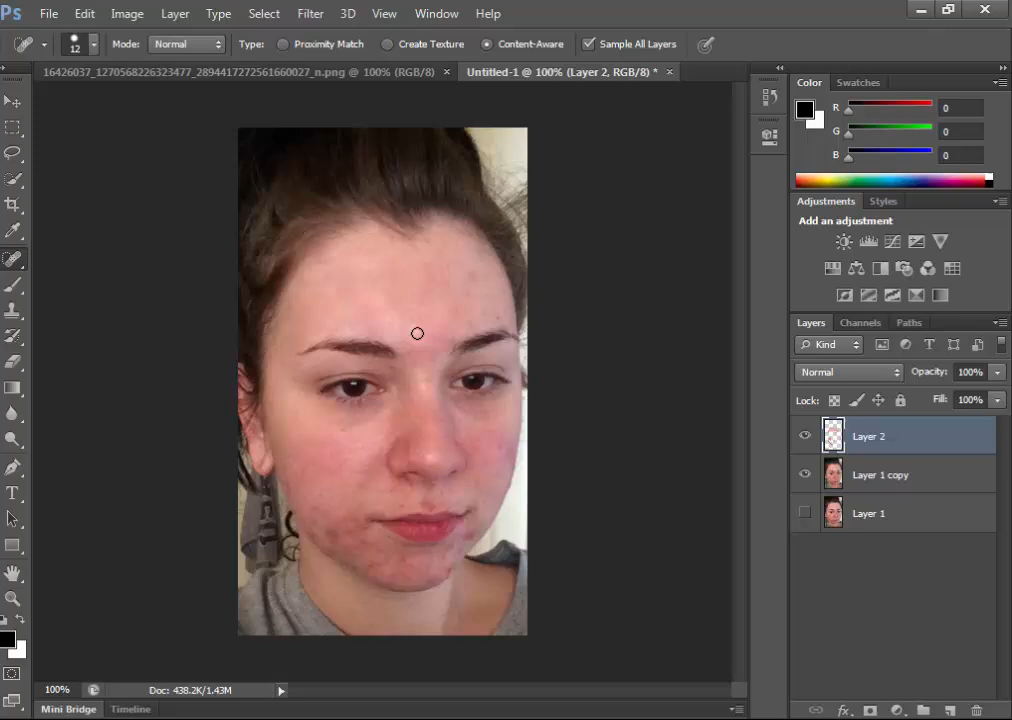 Ps File Edit Image Layer Type Select Filter 3D View Window Help
12 Mode: Normal Type: Proximity Match Create Texture Content-Aware Sample All Layers
16426037_1270568226323477_2894417272561660027_n.png @ 100% (RGB/8) × Untitled-1 @ 100% (Layer 2, RGB/8) * ×
Color Swatches
R 0
G 0
B 0
Adjustments Styles
Add an adjustment
Layers Channels Paths
Kind
Normal Opacity: 100%
Lock: Fill: 100%
Layer 2
Layer 1 copy
Layer 1
100% Doc: 438.2K/1.43M
Mini Bridge Timeline